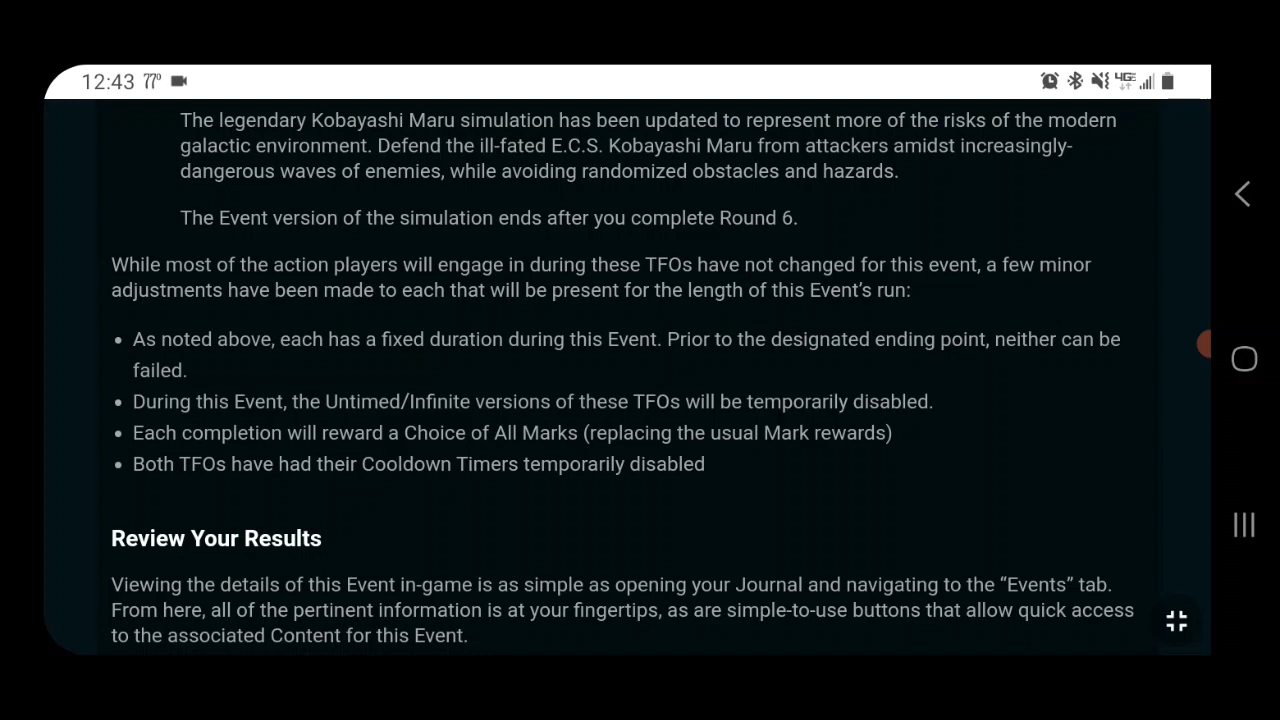 12:43 77°
4GE
The legendary Kobayashi Maru simulation has been updated to represent more of the risks of the modern
galactic environment. Defend the ill-fated E.C.S. Kobayashi Maru from attackers amidst increasingly-
dangerous waves of enemies, while avoiding randomized obstacles and hazards.
The Event version of the simulation ends after you complete Round 6.
While most of the action players will engage in during these TFOs have not changed for this event, a few minor
adjustments have been made to each that will be present for the length of this Event’s run:
• As noted above, each has a fixed duration during this Event. Prior to the designated ending point, neither can be
failed.
• During this Event, the Untimed/Infinite versions of these TFOs will be temporarily disabled.
• Each completion will reward a Choice of All Marks (replacing the usual Mark rewards)
• Both TFOs have had their Cooldown Timers temporarily disabled
Review Your Results
Viewing the details of this Event in-game is as simple as opening your Journal and navigating to the “Events” tab.
From here, all of the pertinent information is at your fingertips, as are simple-to-use buttons that allow quick access
to the associated Content for this Event.